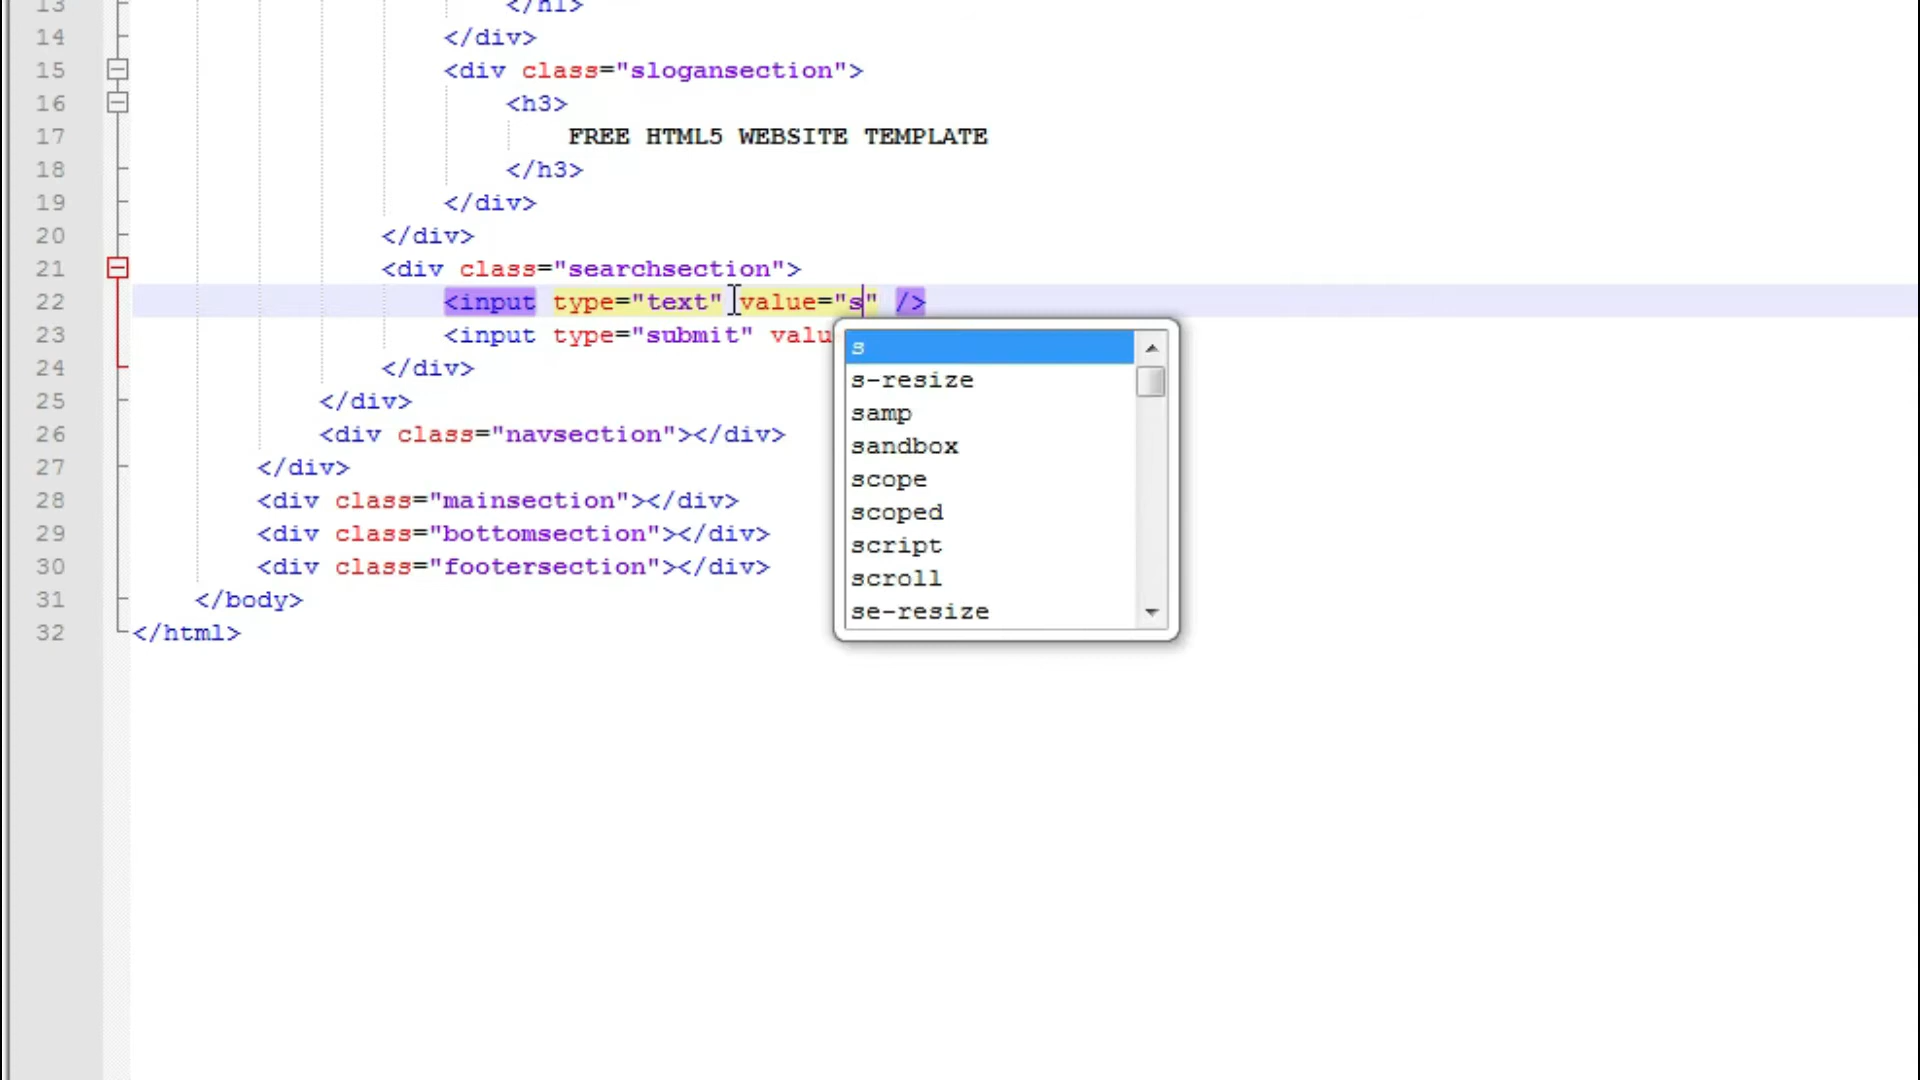 13 </h1>
14 </div>
15 <div class="slogansection">
16 <h3>
17 FREE HTML5 WEBSITE TEMPLATE
18 </h3>
19 </div>
20 </div>
21 <div class="searchsection">
22 <input type="text" value="s" />
23 <input type="submit" valu
24 </div>
25 </div>
26 <div class="navsection"></div>
27 </div>
28 <div class="mainsection"></div>
29 <div class="bottomsection"></div>
30 <div class="footersection"></div>
31 </body>
32 </html>
s
s-resize
samp
sandbox
scope
scoped
script
scroll
se-resize